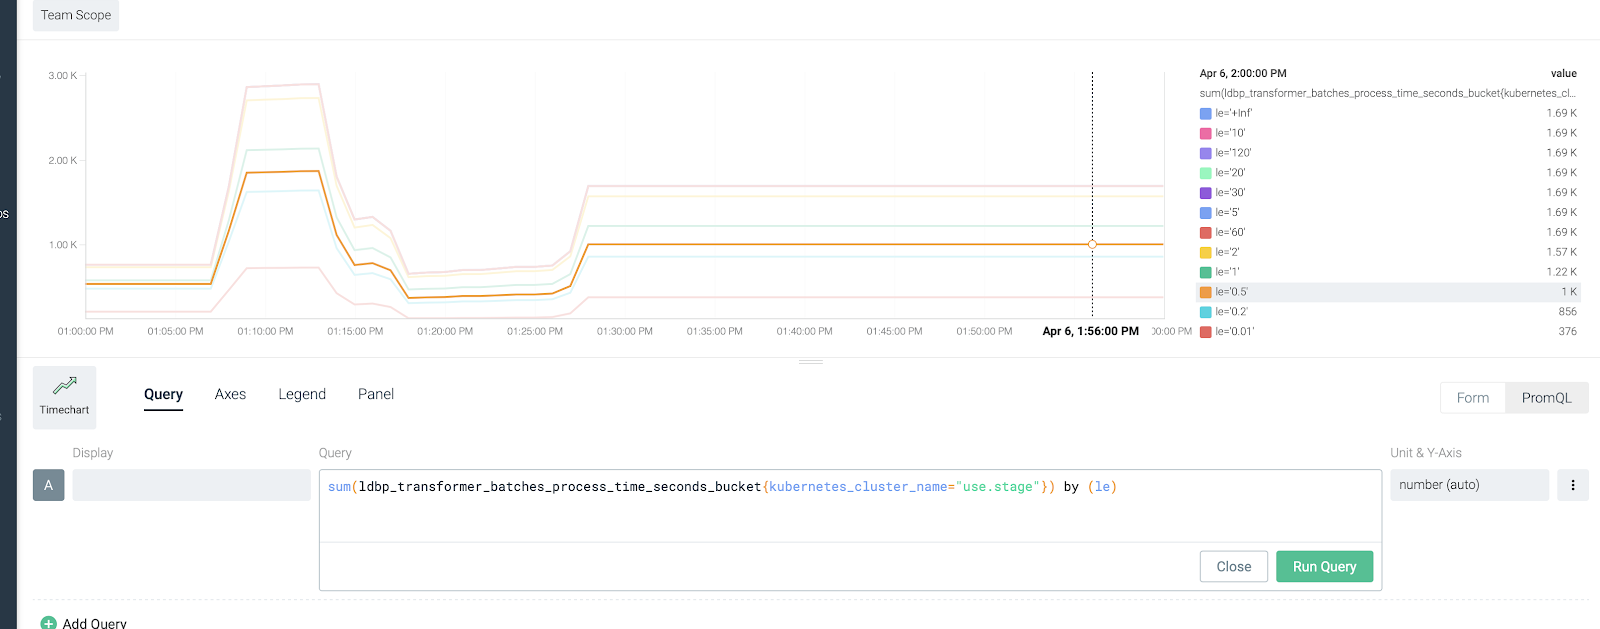 Team Scope
3.00 K
2.00 K
1.00 K
01:00:00 PM 01:05:00 PM 01:10:00 PM 01:15:00 PM 01:20:00 PM 01:25:00 PM 01:30:00 PM 01:35:00 PM 01:40:00 PM 01:45:00 PM 01:50:00 PM Apr 6, 1:56:00 PM 00:00 PM
Apr 6, 2:00:00 PM value
sum(ldbp_transformer_batches_process_time_seconds_bucket{kubernetes_cl...
le='+Inf' 1.69 K
le='10' 1.69 K
le='120' 1.69 K
le='20' 1.69 K
le='30' 1.69 K
le='5' 1.69 K
le='60' 1.69 K
le='2' 1.57 K
le='1' 1.22 K
le='0.5' 1 K
le='0.2' 856
le='0.01' 376
Timechart
Query Axes Legend Panel
Form PromQL
Display Query Unit & Y-Axis
A
sum(ldbp_transformer_batches_process_time_seconds_bucket{kubernetes_cluster_name="use.stage"}) by (le)
number (auto)
Close Run Query
Add Query